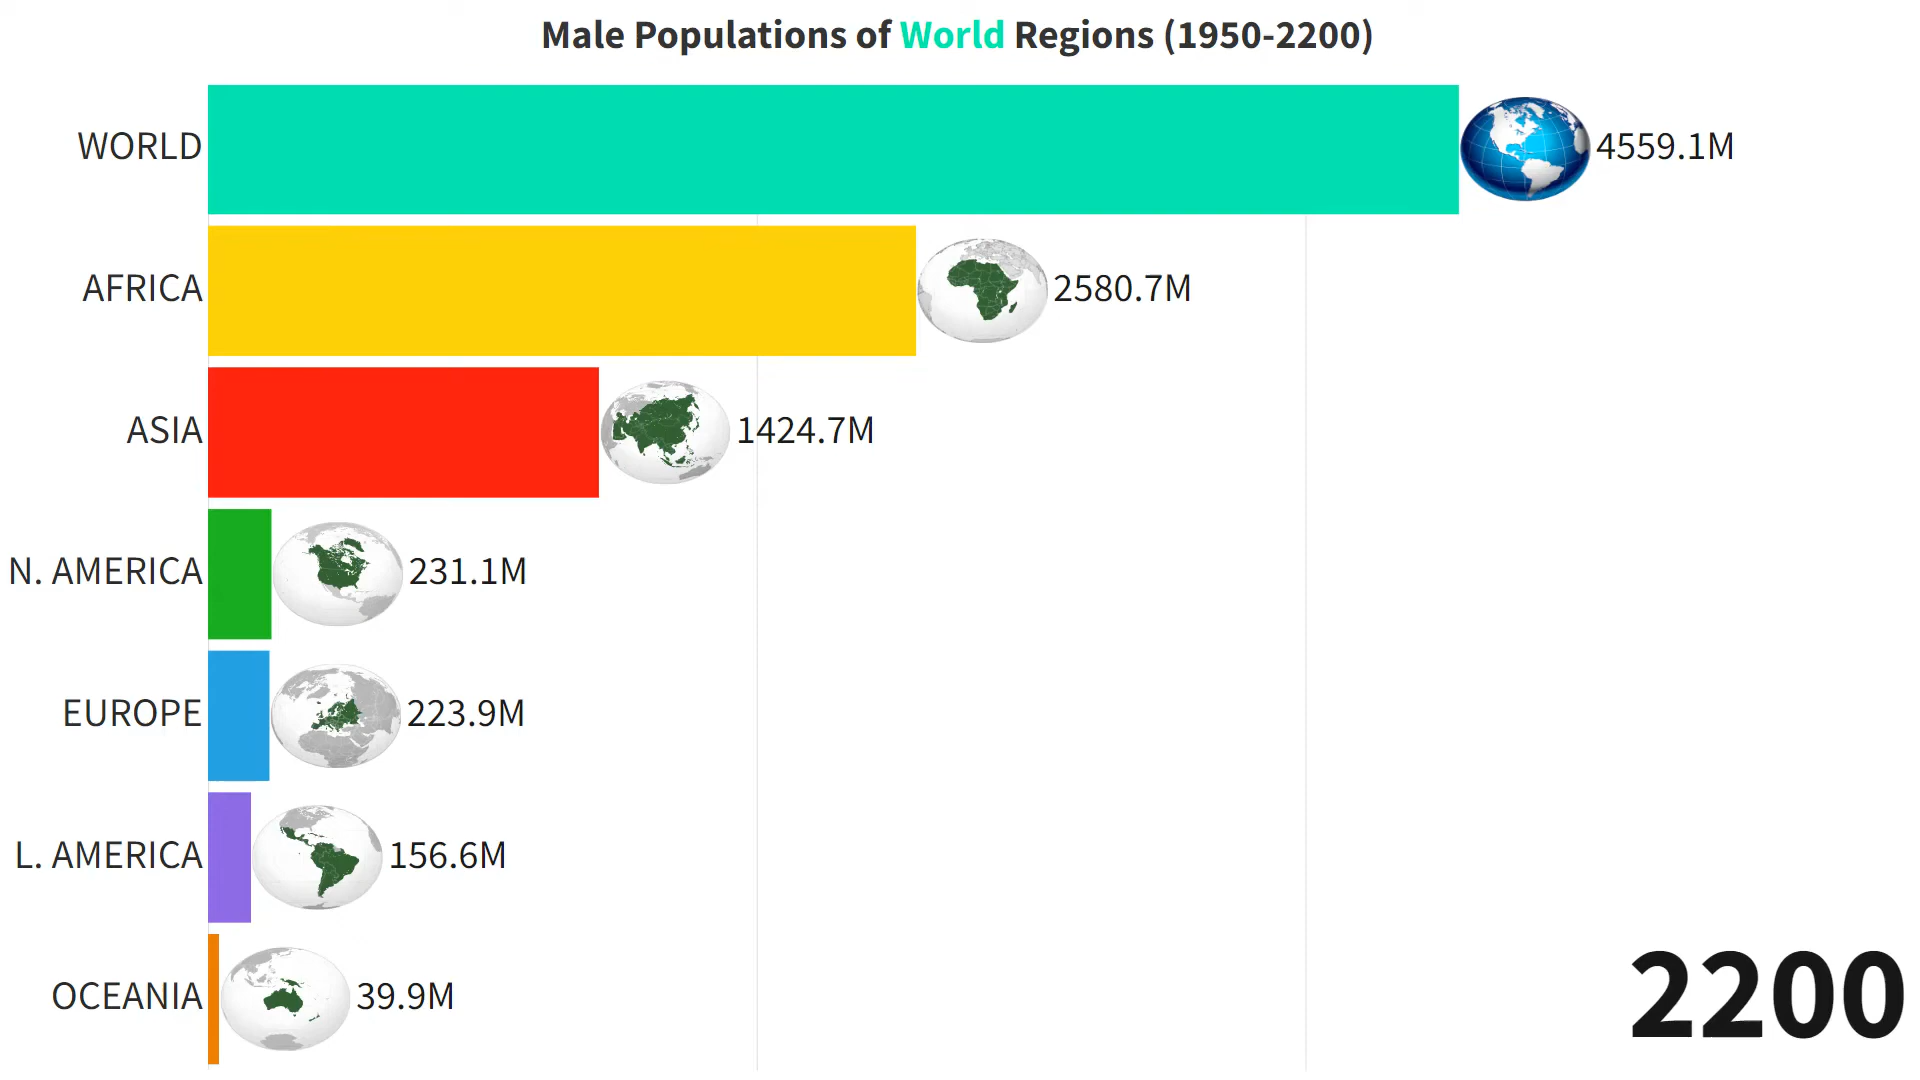 Male Populations of World Regions (1950-2200)
WORLD 4559.1M
AFRICA 2580.7M
ASIA 1424.7M
N. AMERICA 231.1M
EUROPE 223.9M
L. AMERICA 156.6M
OCEANIA 39.9M
2200